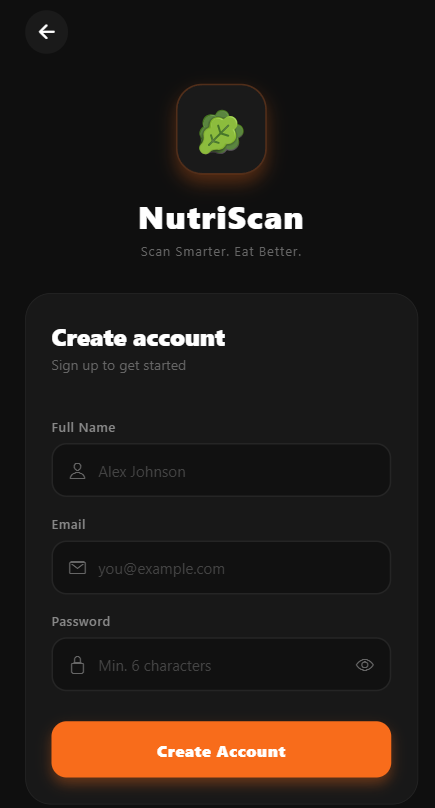 NutriScan
Scan Smarter. Eat Better.
Create account
Sign up to get started
Full Name
Alex Johnson
Email
you@example.com
Password
Min. 6 characters
Create Account